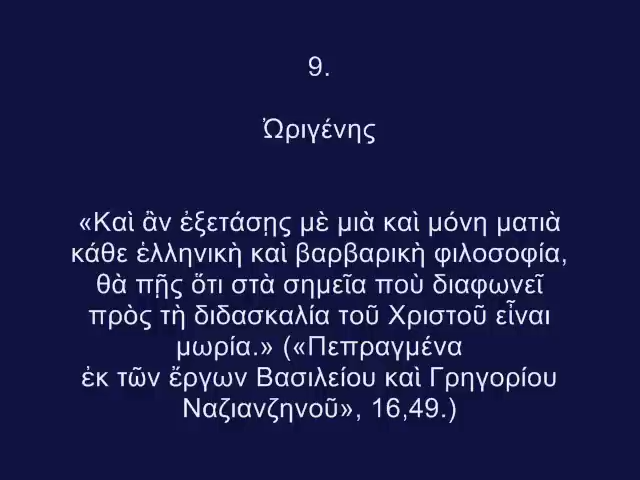 9.
Ὠριγένης
«Καὶ ἂν ἐξετάσῃς μὲ μιὰ καὶ μόνη ματιὰ
κάθε ἑλληνικὴ καὶ βαρβαρικὴ φιλοσοφία,
θὰ πῇς ὅτι στὰ σημεῖα ποὺ διαφωνεῖ
πρὸς τὴ διδασκαλία τοῦ Χριστοῦ εἶναι
μωρία.» («Πεπραγμένα
ἐκ τῶν ἔργων Βασιλείου καὶ Γρηγορίου
Ναζιανζηνοῦ», 16,49.)